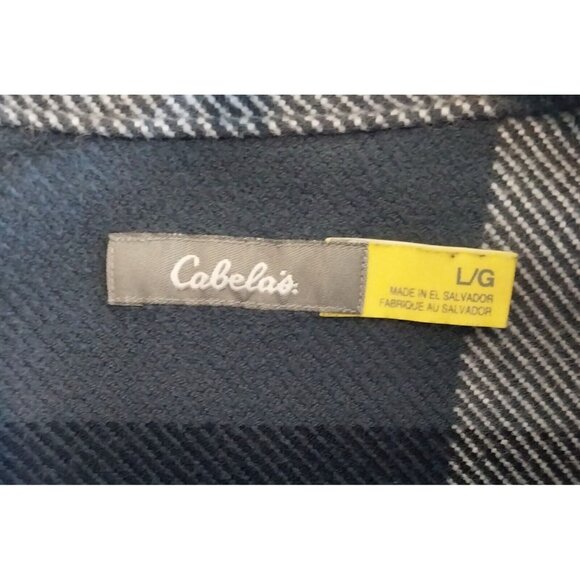 Cabela's
L/G
MADE IN EL SALVADOR
FABRIQUE AU SALVADOR